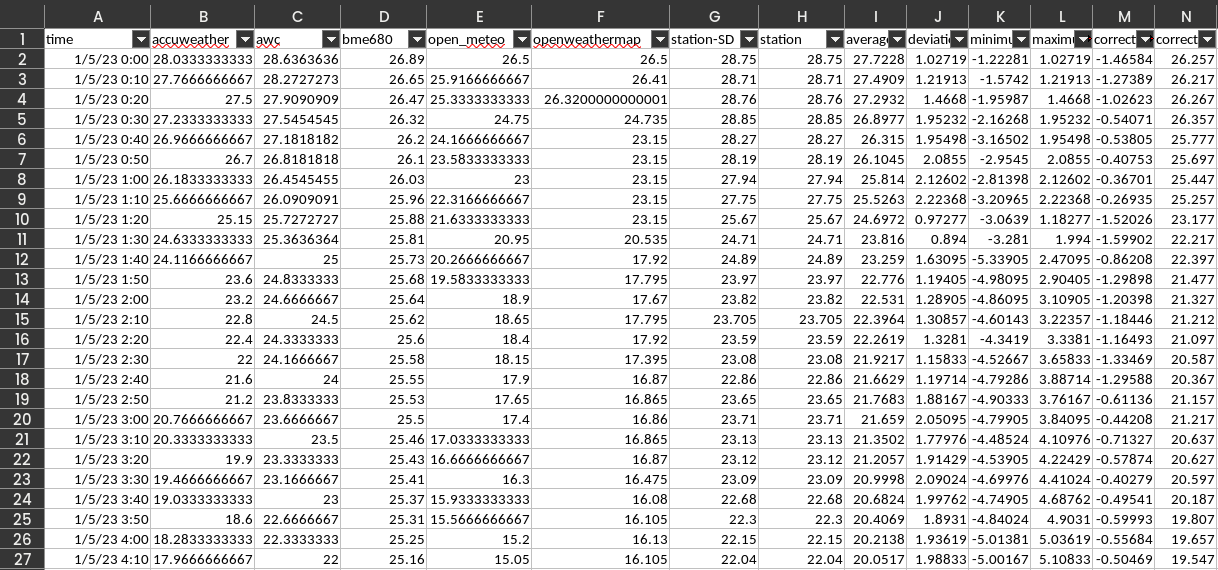 A B C D E F G H I J K L M N
1 time accuweather awc bme680 open_meteo openweathermap station-SD station average deviati minimu maximu correct correct
2 1/5/23 0:00 28.0333333333 28.6363636 26.89 26.5 26.5 28.75 28.75 27.7228 1.02719 -1.22281 1.02719 -1.46584 26.257
3 1/5/23 0:10 27.7666666667 28.2727273 26.65 25.9166666667 26.41 28.71 28.71 27.4909 1.21913 -1.5742 1.21913 -1.27389 26.217
4 1/5/23 0:20 27.5 27.9090909 26.47 25.3333333333 26.3200000000001 28.76 28.76 27.2932 1.4668 -1.95987 1.4668 -1.02623 26.267
5 1/5/23 0:30 27.2333333333 27.5454545 26.32 24.75 24.735 28.85 28.85 26.8977 1.95232 -2.16268 1.95232 -0.54071 26.357
6 1/5/23 0:40 26.9666666667 27.1818182 26.2 24.1666666667 23.15 28.27 28.27 26.315 1.95498 -3.16502 1.95498 -0.53805 25.777
7 1/5/23 0:50 26.7 26.8181818 26.1 23.5833333333 23.15 28.19 28.19 26.1045 2.0855 -2.9545 2.0855 -0.40753 25.697
8 1/5/23 1:00 26.1833333333 26.4545455 26.03 23 23.15 27.94 27.94 25.814 2.12602 -2.81398 2.12602 -0.36701 25.447
9 1/5/23 1:10 25.6666666667 26.0909091 25.96 22.3166666667 23.15 27.75 27.75 25.5263 2.22368 -3.20965 2.22368 -0.26935 25.257
10 1/5/23 1:20 25.15 25.7272727 25.88 21.6333333333 23.15 25.67 25.67 24.6972 0.97277 -3.0639 1.18277 -1.52026 23.177
11 1/5/23 1:30 24.6333333333 25.3636364 25.81 20.95 20.535 24.71 24.71 23.816 0.894 -3.281 1.994 -1.59902 22.217
12 1/5/23 1:40 24.1166666667 25 25.73 20.2666666667 17.92 24.89 24.89 23.259 1.63095 -5.33905 2.47095 -0.86208 22.397
13 1/5/23 1:50 23.6 24.8333333 25.68 19.5833333333 17.795 23.97 23.97 22.776 1.19405 -4.98095 2.90405 -1.29898 21.477
14 1/5/23 2:00 23.2 24.6666667 25.64 18.9 17.67 23.82 23.82 22.531 1.28905 -4.86095 3.10905 -1.20398 21.327
15 1/5/23 2:10 22.8 24.5 25.62 18.65 17.795 23.705 23.705 22.3964 1.30857 -4.60143 3.22357 -1.18446 21.212
16 1/5/23 2:20 22.4 24.3333333 25.6 18.4 17.92 23.59 23.59 22.2619 1.3281 -4.3419 3.3381 -1.16493 21.097
17 1/5/23 2:30 22 24.1666667 25.58 18.15 17.395 23.08 23.08 21.9217 1.15833 -4.52667 3.65833 -1.33469 20.587
18 1/5/23 2:40 21.6 24 25.55 17.9 16.87 22.86 22.86 21.6629 1.19714 -4.79286 3.88714 -1.29588 20.367
19 1/5/23 2:50 21.2 23.8333333 25.53 17.65 16.865 23.65 23.65 21.7683 1.88167 -4.90333 3.76167 -0.61136 21.157
20 1/5/23 3:00 20.7666666667 23.6666667 25.5 17.4 16.86 23.71 23.71 21.659 2.05095 -4.79905 3.84095 -0.44208 21.217
21 1/5/23 3:10 20.3333333333 23.5 25.46 17.0333333333 16.865 23.13 23.13 21.3502 1.77976 -4.48524 4.10976 -0.71327 20.637
22 1/5/23 3:20 19.9 23.3333333 25.43 16.6666666667 16.87 23.12 23.12 21.2057 1.91429 -4.53905 4.22429 -0.57874 20.627
23 1/5/23 3:30 19.4666666667 23.1666667 25.41 16.3 16.475 23.09 23.09 20.9998 2.09024 -4.69976 4.41024 -0.40279 20.597
24 1/5/23 3:40 19.0333333333 23 25.37 15.9333333333 16.08 22.68 22.68 20.6824 1.99762 -4.74905 4.68762 -0.49541 20.187
25 1/5/23 3:50 18.6 22.6666667 25.31 15.5666666667 16.105 22.3 22.3 20.4069 1.8931 -4.84024 4.9031 -0.59993 19.807
26 1/5/23 4:00 18.2833333333 22.3333333 25.25 15.2 16.13 22.15 22.15 20.2138 1.93619 -5.01381 5.03619 -0.55684 19.657
27 1/5/23 4:10 17.9666666667 22 25.16 15.05 16.105 22.04 22.04 20.0517 1.98833 -5.00167 5.10833 -0.50469 19.547